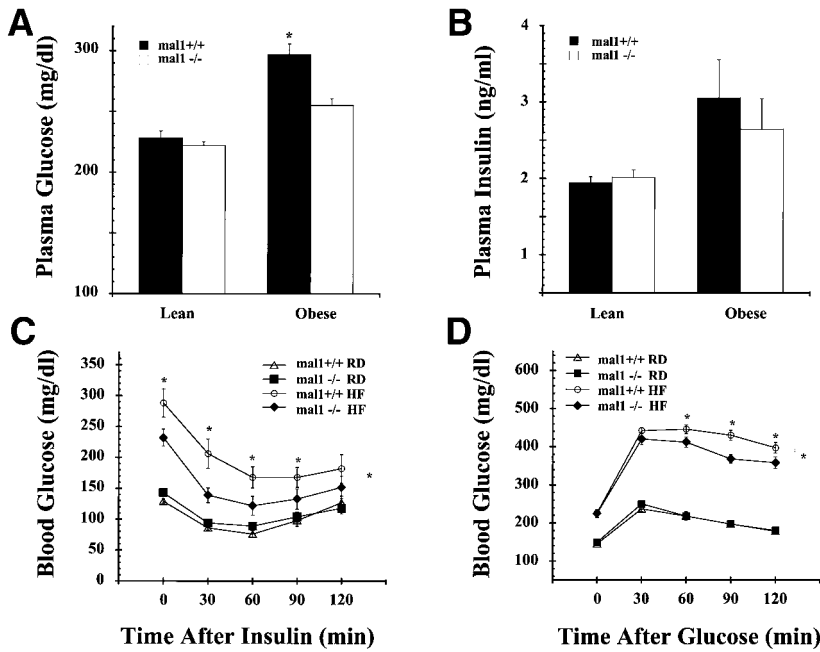 A
Plasma Glucose (mg/dl)
300
200
100
mal1+/+
mal1 -/-
*
Lean
Obese
B
Plasma Insulin (ng/ml)
4
3
2
1
mal1+/+
mal1 -/-
Lean
Obese
C
Blood Glucose (mg/dl)
350
300
250
200
150
100
50
0
mal1+/+ RD
mal1 -/- RD
mal1+/+ HF
mal1 -/- HF
*
*
*
*
*
0
30
60
90
120
Time After Insulin (min)
D
Blood Glucose (mg/dl)
600
500
400
300
200
100
mal1+/+ RD
mal1 -/- RD
mal1+/+ HF
mal1 -/- HF
*
*
*
*
0
30
60
90
120
Time After Glucose (min)